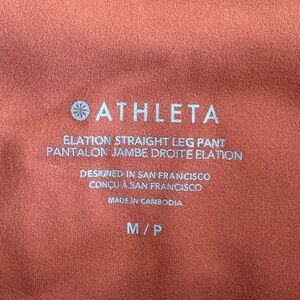 ATHLETA
ELATION STRAIGHT LEG PANT
PANTALON JAMBE DROITE ELATION
DESIGNED IN SAN FRANCISCO
CONÇU À SAN FRANCISCO
MADE IN CAMBODIA
M / P